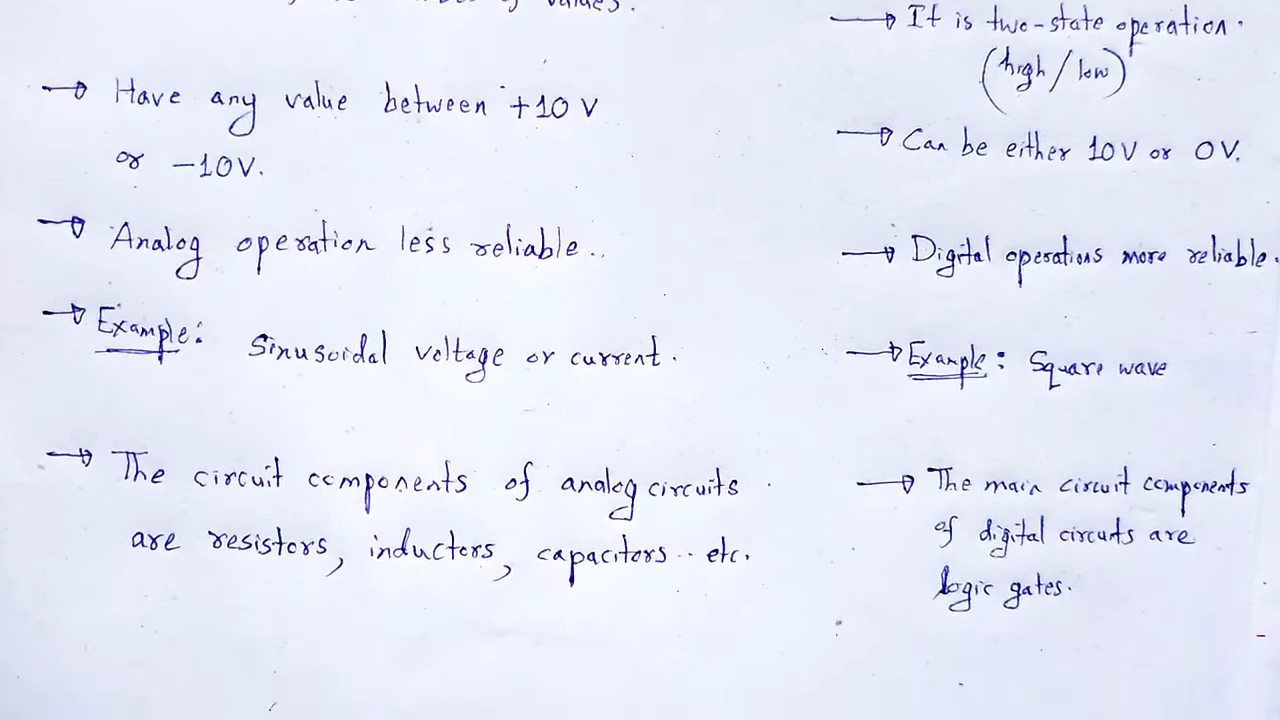 values.
→ Have any value between +10 V
or -10V.
→ Analog operation less reliable..
→ Example: Sinusoidal voltage or current.
→ The circuit components of analog circuits
are resistors, inductors, capacitors.. etc.
→ It is two-state operation.
(high / low)
→ Can be either 10V or 0V.
→ Digital operations more reliable.
→ Example: Square wave
→ The main circuit components
of digital circuits are
logic gates.